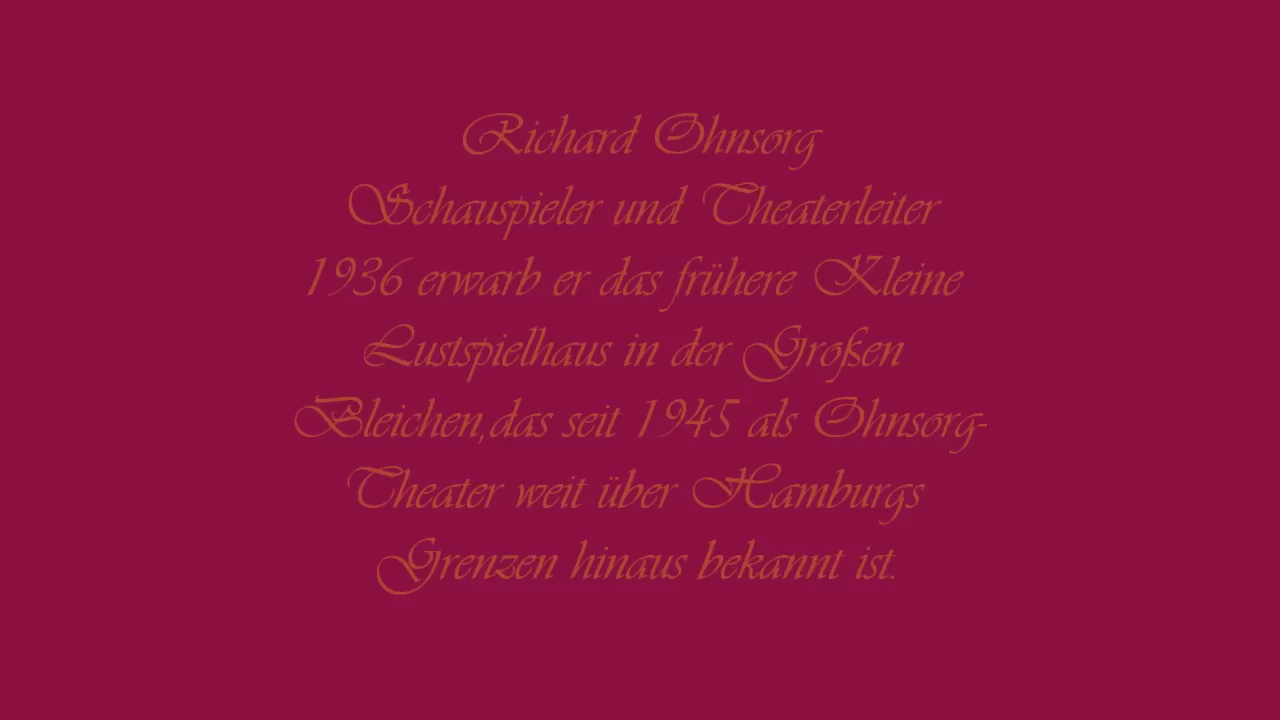 Richard Ohnsorg
Schauspieler und Theaterleiter
1936 erwarb er das frühere Kleine
Lustspielhaus in der Großen
Bleichen,das seit 1945 als Ohnsorg-
Theater weit über Hamburgs
Grenzen hinaus bekannt ist.